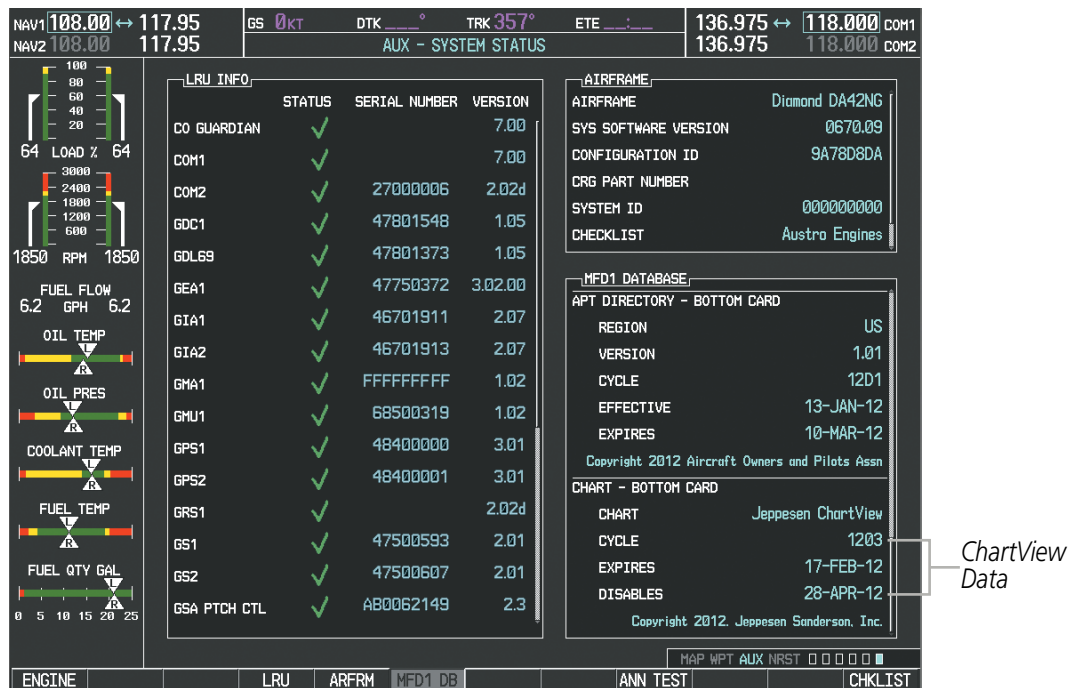 NAV1 108.00 ↔ 117.95 GS 0KT DTK ___° TRK 357° ETE __:__ 136.975 ↔ 118.000 COM1
NAV2 108.00 117.95 AUX - SYSTEM STATUS 136.975 118.000 COM2
100
80
60
40
20
64 LOAD % 64
3000
2400
1800
1200
600
1850 RPM 1850
FUEL FLOW
6.2 GPH 6.2
OIL TEMP
L
R
OIL PRES
L
R
COOLANT TEMP
L
R
FUEL TEMP
L
R
FUEL QTY GAL
L
R
0 5 10 15 20 25
LRU INFO
STATUS SERIAL NUMBER VERSION
CO GUARDIAN ✓ 7.00
COM1 ✓ 7.00
COM2 ✓ 27000006 2.02d
GDC1 ✓ 47801548 1.05
GDL69 ✓ 47801373 1.05
GEA1 ✓ 47750372 3.02.00
GIA1 ✓ 46701911 2.07
GIA2 ✓ 46701913 2.07
GMA1 ✓ FFFFFFFFF 1.02
GMU1 ✓ 68500319 1.02
GPS1 ✓ 48400000 3.01
GPS2 ✓ 48400001 3.01
GRS1 ✓ 2.02d
GS1 ✓ 47500593 2.01
GS2 ✓ 47500607 2.01
GSA PTCH CTL ✓ AB0062149 2.3
AIRFRAME
AIRFRAME Diamond DA42NG
SYS SOFTWARE VERSION 0670.09
CONFIGURATION ID 9A78D8DA
CRG PART NUMBER
SYSTEM ID 000000000
CHECKLIST Austro Engines
MFD1 DATABASE
APT DIRECTORY - BOTTOM CARD
REGION US
VERSION 1.01
CYCLE 12D1
EFFECTIVE 13-JAN-12
EXPIRES 10-MAR-12
Copyright 2012 Aircraft Owners and Pilots Assn
CHART - BOTTOM CARD
CHART Jeppesen ChartView
CYCLE 1203
EXPIRES 17-FEB-12
DISABLES 28-APR-12
Copyright 2012. Jeppesen Sanderson, Inc.
ChartView
Data
MAP WPT AUX NRST
ENGINE LRU ARFRM MFD1 DB ANN TEST CHKLIST